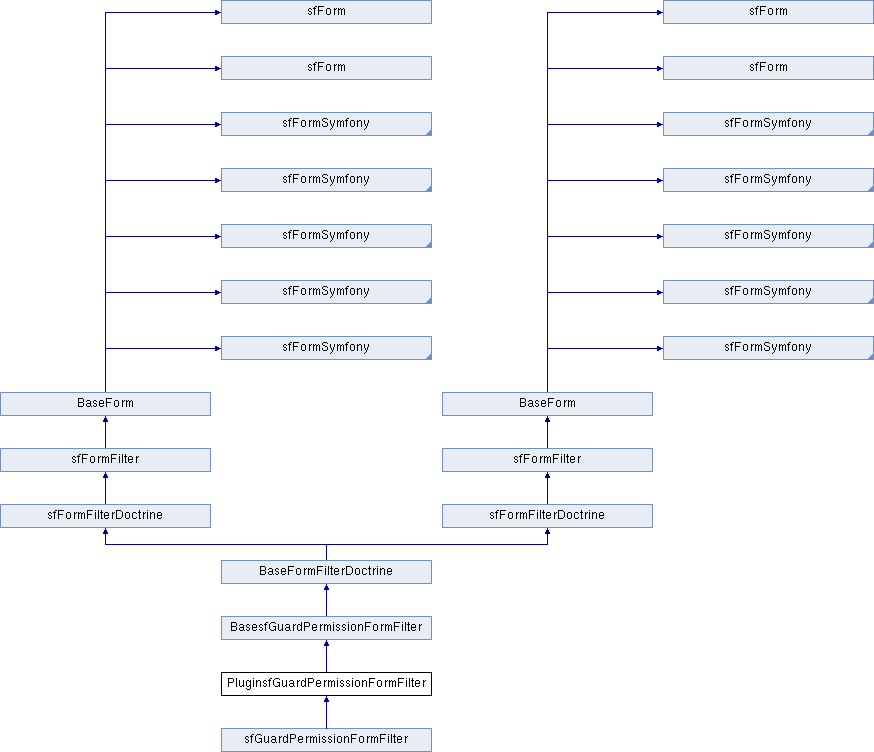 sfForm
sfForm
sfForm
sfForm
sfFormSymfony
sfFormSymfony
sfFormSymfony
sfFormSymfony
sfFormSymfony
sfFormSymfony
sfFormSymfony
sfFormSymfony
sfFormSymfony
sfFormSymfony
BaseForm
BaseForm
sfFormFilter
sfFormFilter
sfFormFilterDoctrine
sfFormFilterDoctrine
BaseFormFilterDoctrine
BasesfGuardPermissionFormFilter
PluginsfGuardPermissionFormFilter
sfGuardPermissionFormFilter